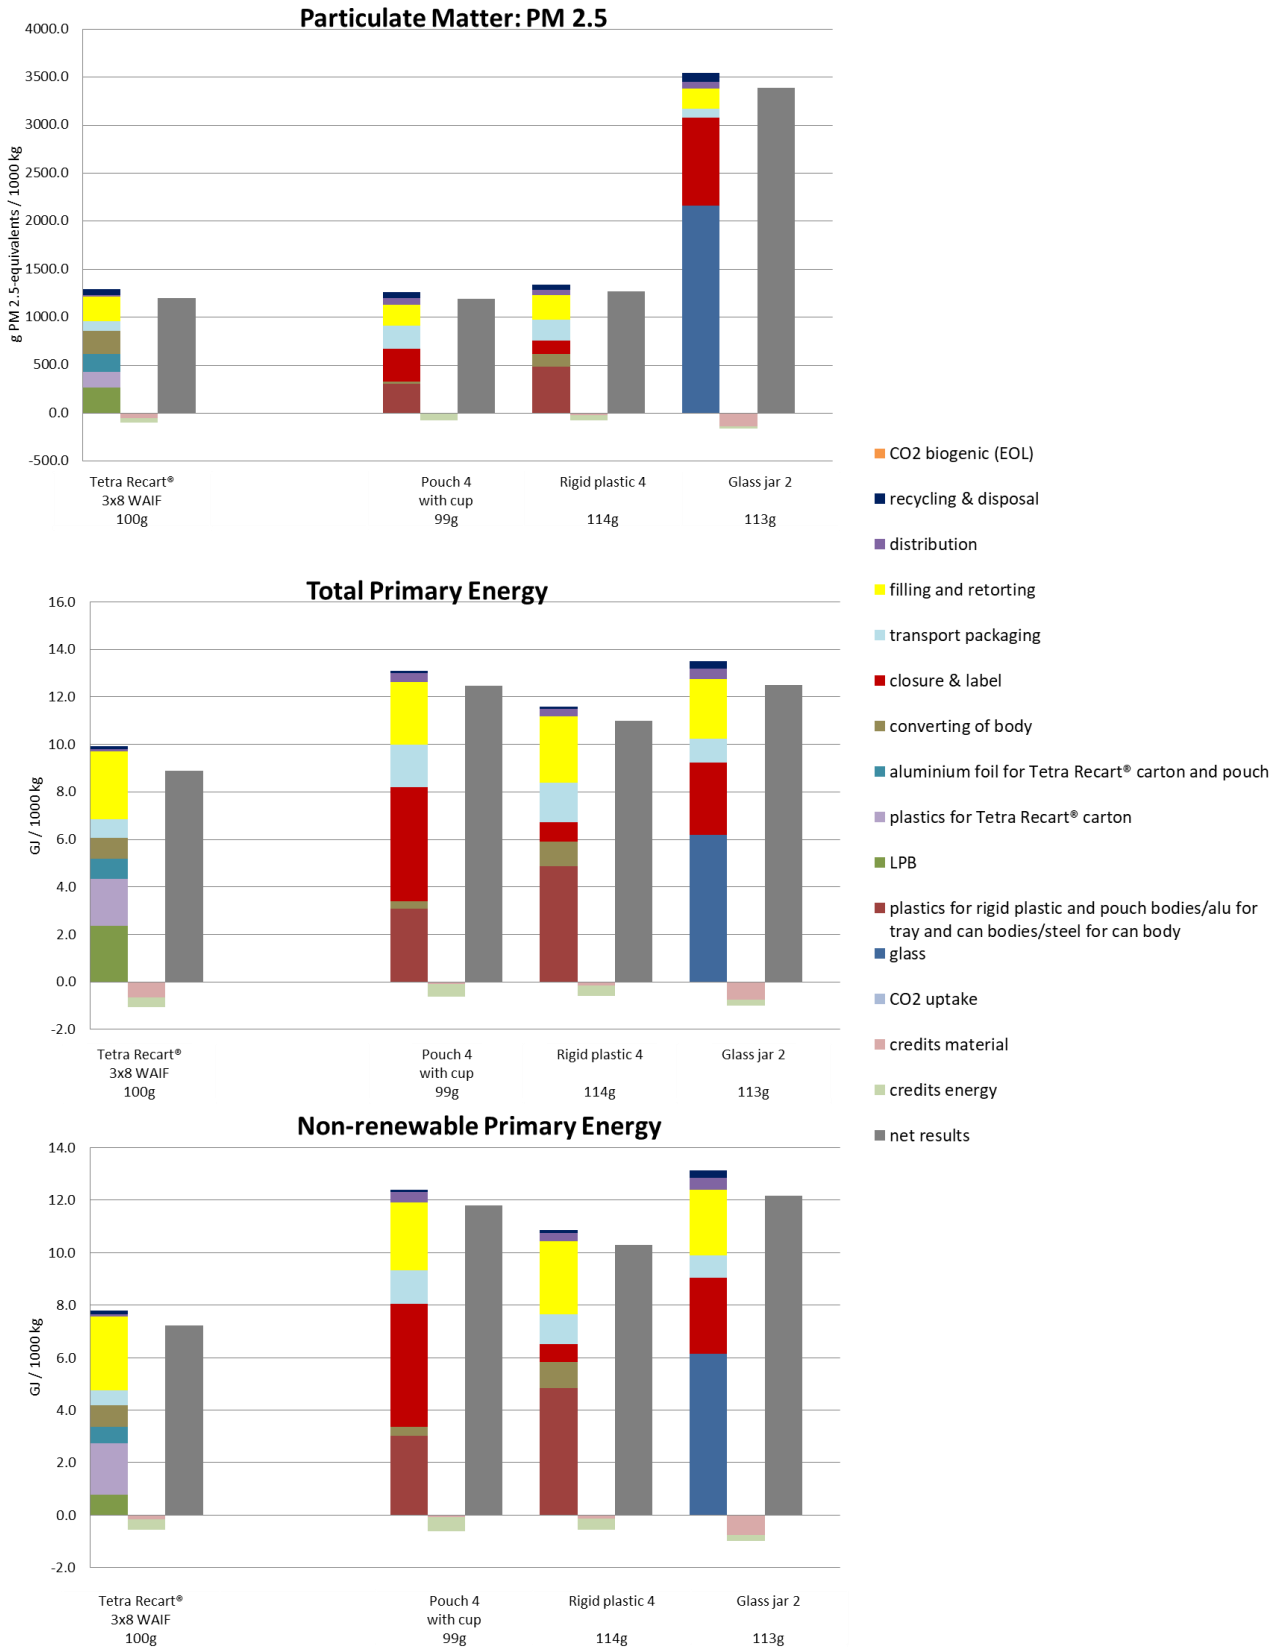 Particulate Matter: PM 2.5
g PM 2.5-equivalents / 1000 kg
4000.0
3500.0
3000.0
2500.0
2000.0
1500.0
1000.0
500.0
0.0
-500.0
Tetra Recart®
3x8 WAIF
100g
Pouch 4
with cup
99g
Rigid plastic 4
114g
Glass jar 2
113g
Total Primary Energy
GJ / 1000 kg
16.0
14.0
12.0
10.0
8.0
6.0
4.0
2.0
0.0
-2.0
Tetra Recart®
3x8 WAIF
100g
Pouch 4
with cup
99g
Rigid plastic 4
114g
Glass jar 2
113g
Non-renewable Primary Energy
GJ / 1000 kg
14.0
12.0
10.0
8.0
6.0
4.0
2.0
0.0
-2.0
Tetra Recart®
3x8 WAIF
100g
Pouch 4
with cup
99g
Rigid plastic 4
114g
Glass jar 2
113g
CO2 biogenic (EOL)
recycling & disposal
distribution
filling and retorting
transport packaging
closure & label
converting of body
aluminium foil for Tetra Recart® carton and pouch
plastics for Tetra Recart® carton
LPB
plastics for rigid plastic and pouch bodies/alu for
tray and can bodies/steel for can body
glass
CO2 uptake
credits material
credits energy
net results